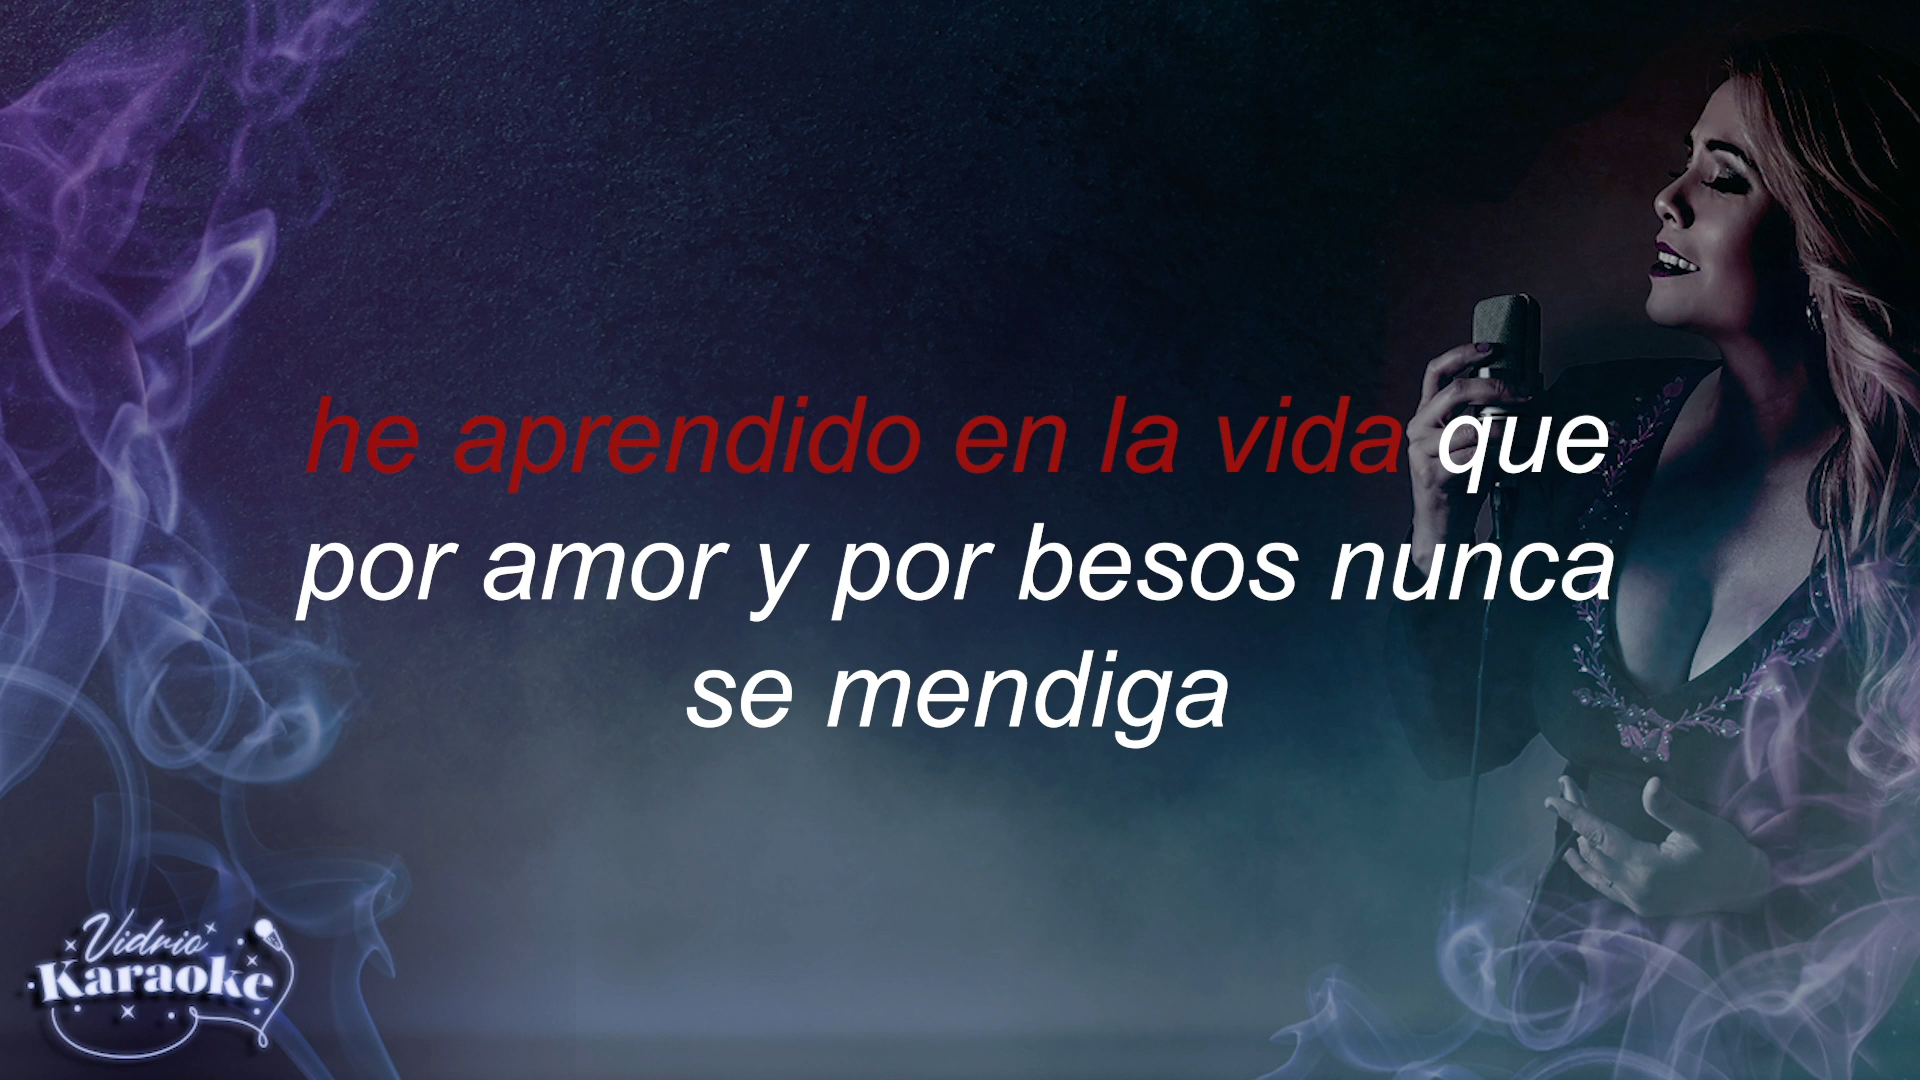 he aprendido en la vida que
por amor y por besos nunca
se mendiga
Vidrio
Karaoke